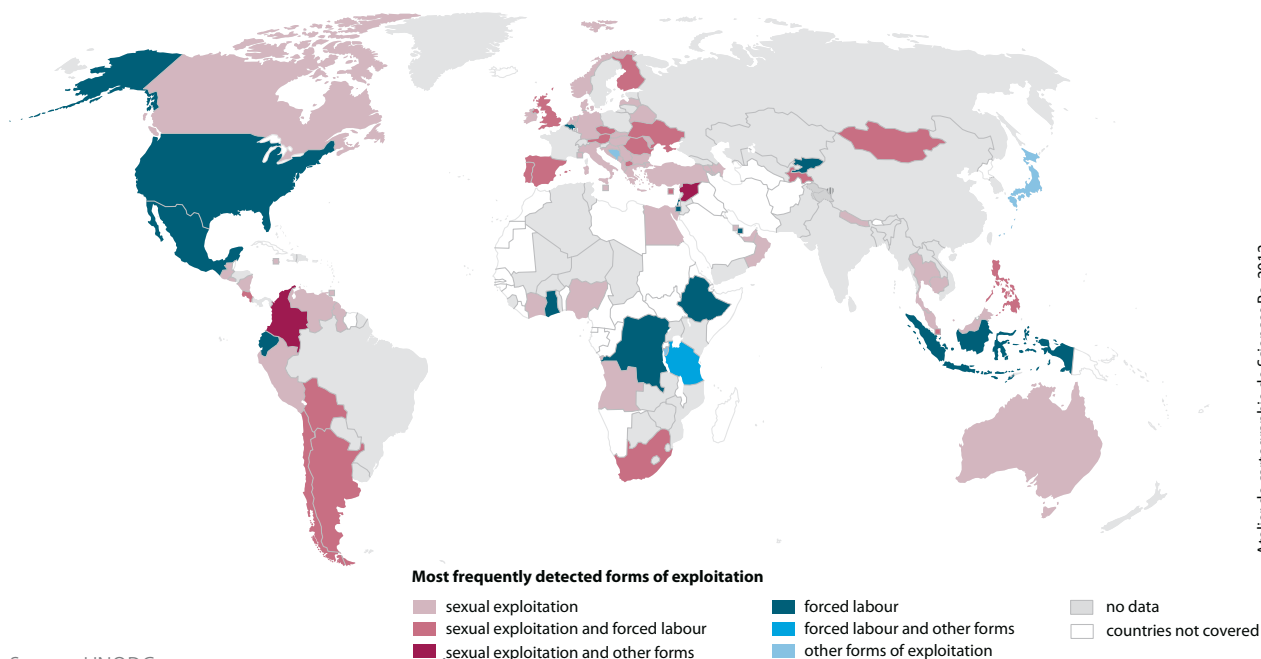 Most frequently detected forms of exploitation
sexual exploitation
sexual exploitation and forced labour
sexual exploitation and other forms
forced labour
forced labour and other forms
other forms of exploitation
no data
countries not covered